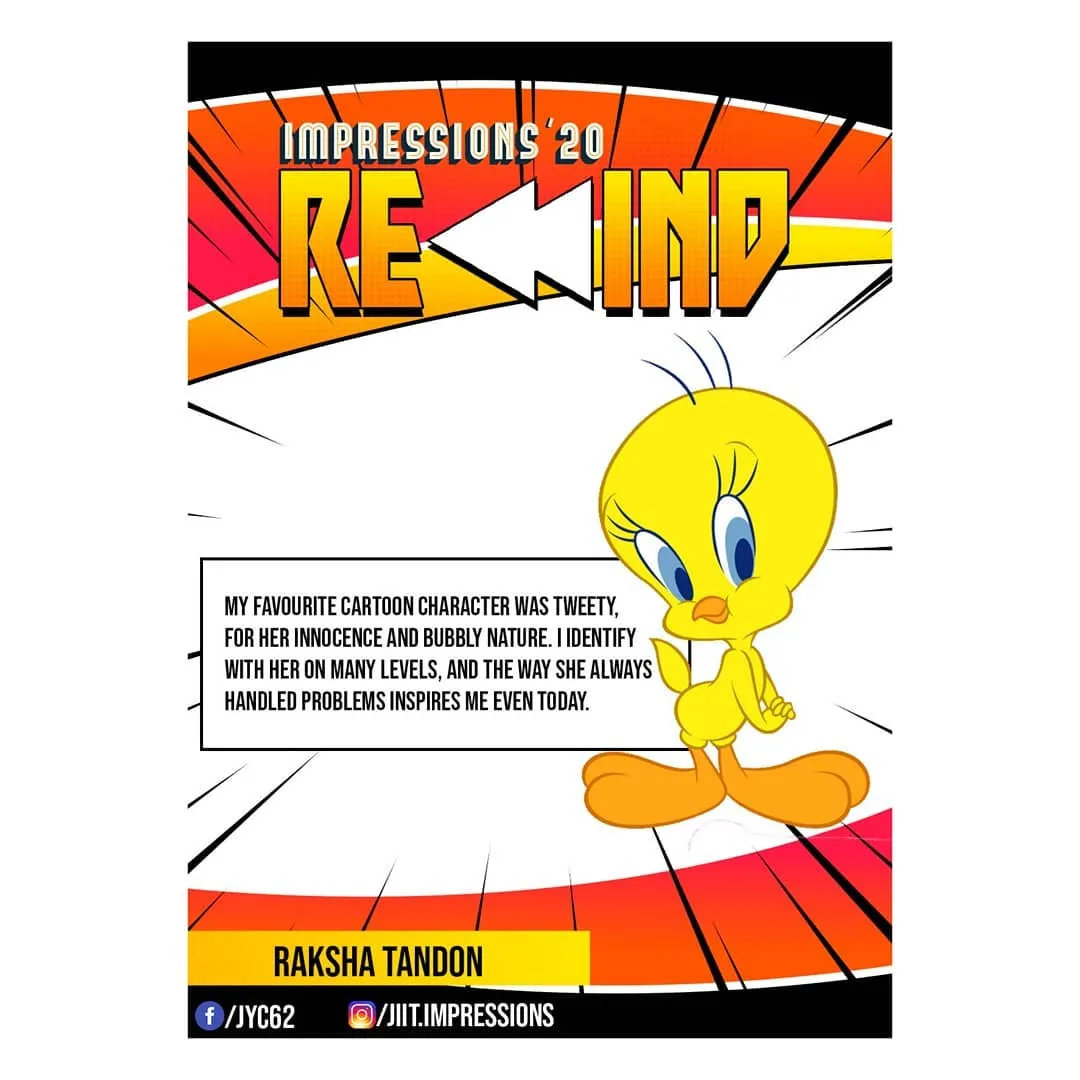 IMPRESSIONS '20
REWIND
MY FAVOURITE CARTOON CHARACTER WAS TWEETY,
FOR HER INNOCENCE AND BUBBLY NATURE. I IDENTIFY
WITH HER ON MANY LEVELS, AND THE WAY SHE ALWAYS
HANDLED PROBLEMS INSPIRES ME EVEN TODAY.
RAKSHA TANDON
/JYC62 /JIIT.IMPRESSIONS